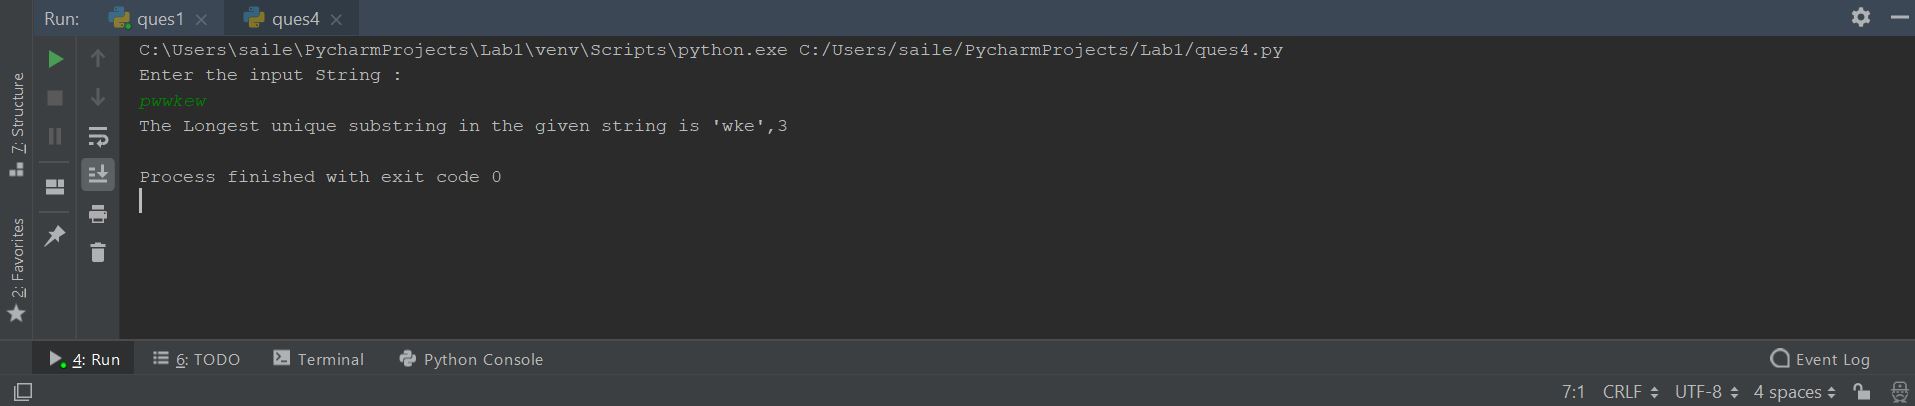 Run: ques1 ques4
C:\Users\saile\PycharmProjects\Lab1\venv\Scripts\python.exe C:/Users/saile/PycharmProjects/Lab1/ques4.py
Enter the input String :
pwwkew
The Longest unique substring in the given string is 'wke',3
Process finished with exit code 0
7: Structure
2: Favorites
4: Run 6: TODO Terminal Python Console Event Log
7:1 CRLF UTF-8 4 spaces